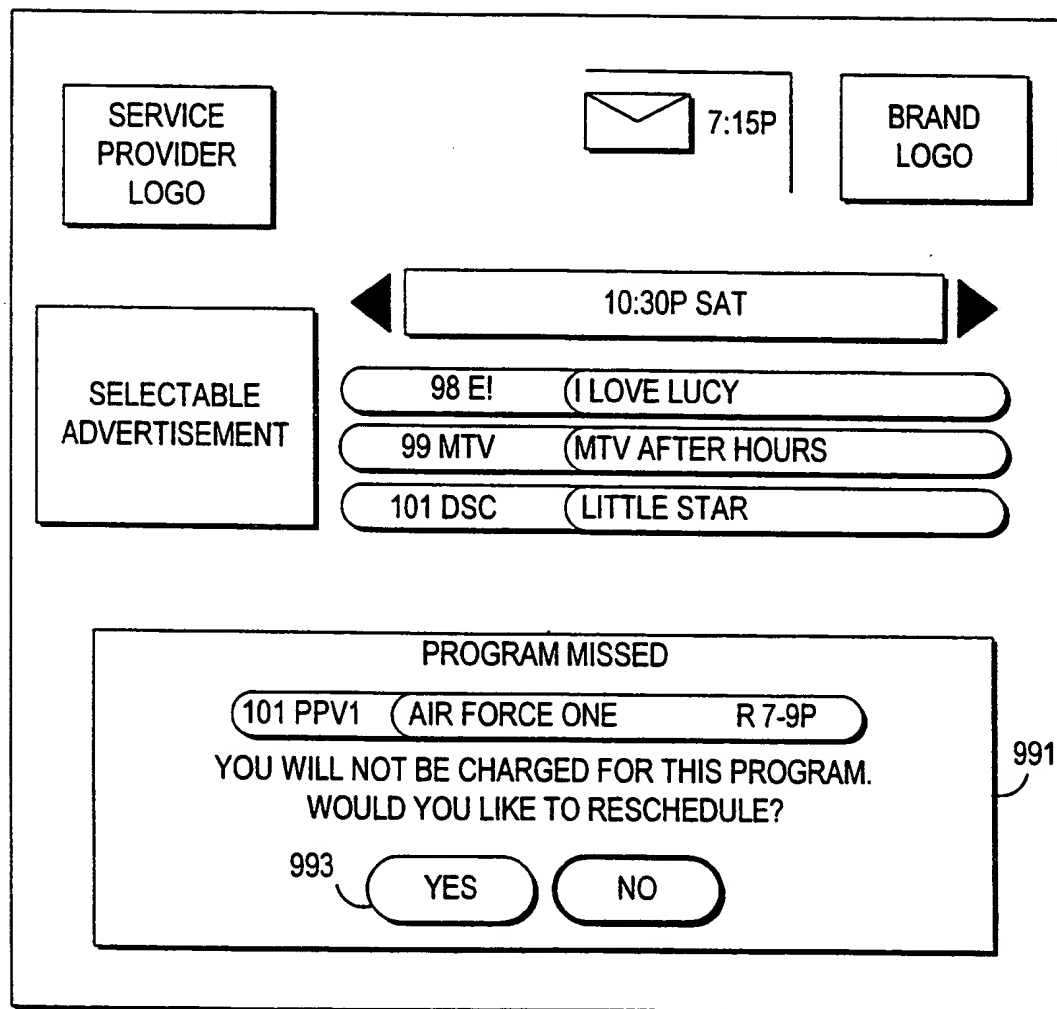 SERVICE
PROVIDER
LOGO
7:15P
BRAND
LOGO
10:30P SAT
SELECTABLE
ADVERTISEMENT
98 E! I LOVE LUCY
99 MTV MTV AFTER HOURS
101 DSC LITTLE STAR
PROGRAM MISSED
101 PPV1 AIR FORCE ONE R 7-9P
YOU WILL NOT BE CHARGED FOR THIS PROGRAM.
WOULD YOU LIKE TO RESCHEDULE?
991
993
YES NO